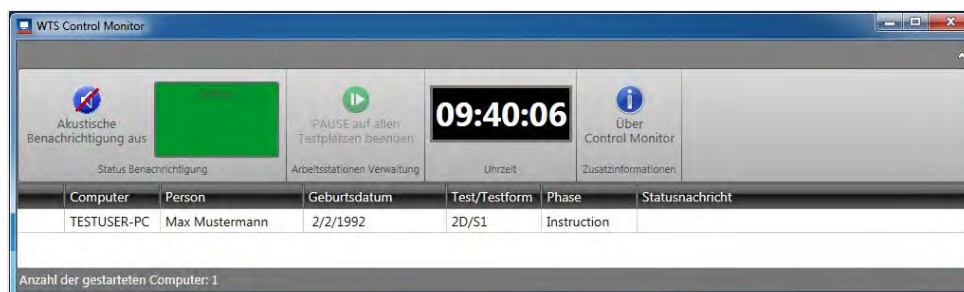 WTS Control Monitor
Akustische
Benachrichtigung aus
PAUSE auf allen
Testplätzen beenden
09:40:06
Über
Control Monitor
Status Benachrichtigung
Arbeitsstationen Verwaltung
Uhrzeit
Zusatzinformationen
Computer Person Geburtsdatum Test/Testform Phase Statusnachricht
TESTUSER-PC Max Mustermann 2/2/1992 2D/S1 Instruction
Anzahl der gestarteten Computer: 1